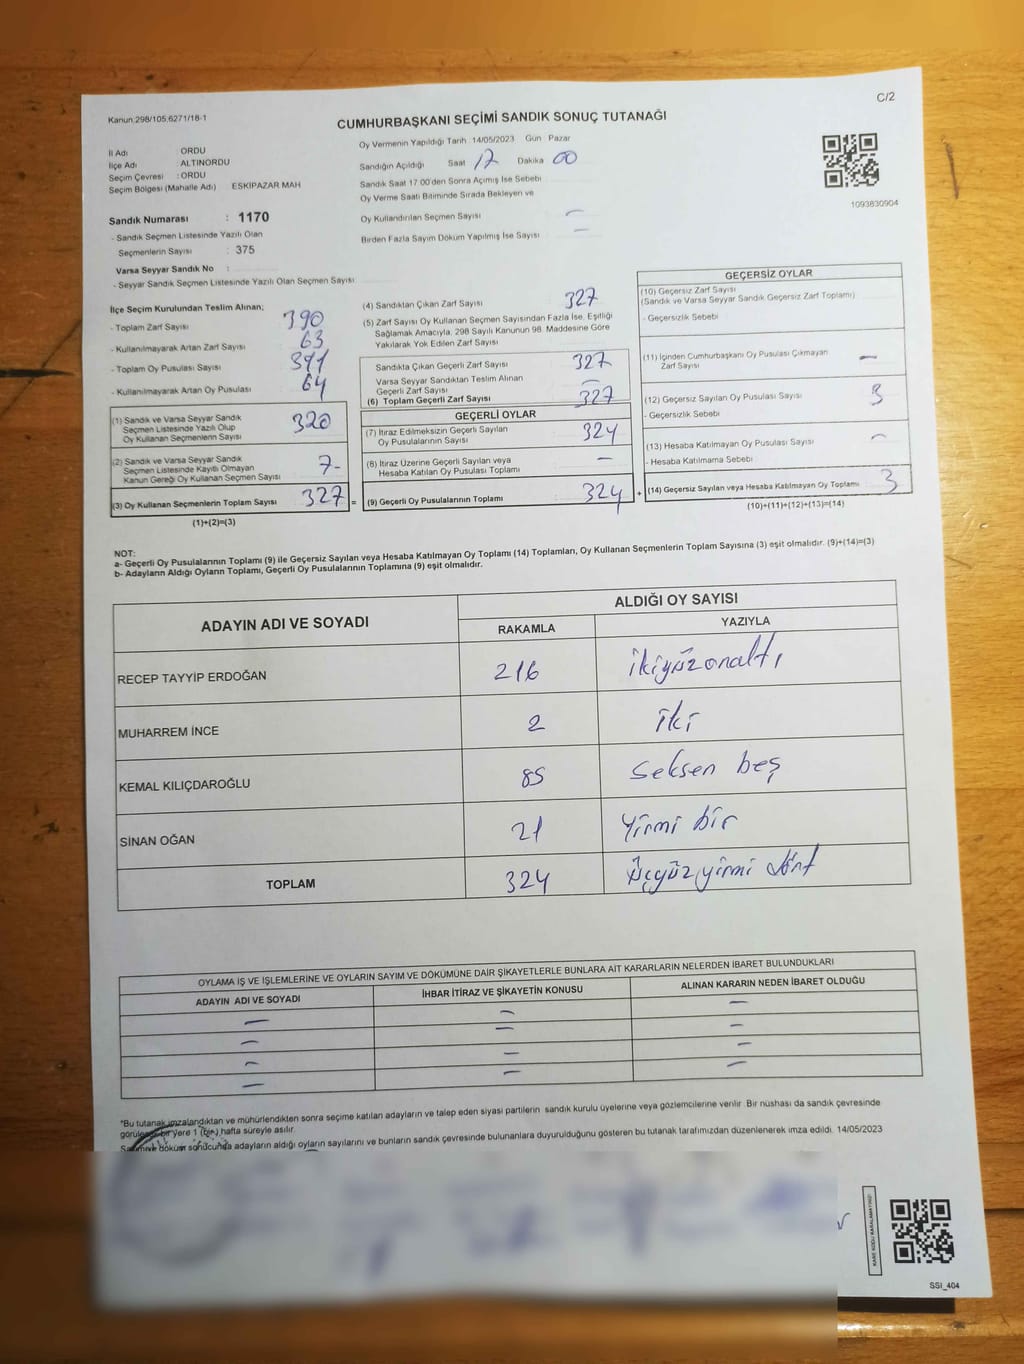 Kanun:298/105.6271/18-1
C/2
CUMHURBAŞKANI SEÇİMİ SANDIK SONUÇ TUTANAĞI
İl Adı : ORDU
İlçe Adı : ALTINORDU
Seçim Çevresi : ORDU
Seçim Bölgesi (Mahalle Adı) ESKIPAZAR MAH
Sandık Numarası : 1170
- Sandık Seçmen Listesinde Yazılı Olan
Seçmenlerin Sayısı : 375
Varsa Seyyar Sandık No :
- Seyyar Sandık Seçmen Listesinde Yazılı Olan Seçmen Sayısı
Oy Vermenin Yapıldığı Tarih 14/05/2023 Gün Pazar
Sandığın Açıldığı Saat 17 Dakika 00
Sandık Saat 17.00'den Sonra Açımış İse Sebebi
Oy Verme Saati Bitiminde Sırada Bekleyen ve
Oy Kullandırılan Seçmen Sayısı —
Birden Fazla Sayım Döküm Yapılmış İse Sayısı —
1093830904
İlçe Seçim Kurulundan Teslim Alınan;
- Toplam Zarf Sayısı 390
- Kullanılmayarak Artan Zarf Sayısı 63
- Toplam Oy Pusulası Sayısı 391
- Kullanılmayarak Artan Oy Pusulası 64
(1) Sandık ve Varsa Seyyar Sandık
Seçmen Listesinde Yazılı Olup
Oy Kullanan Seçmenlerin Sayısı 320
(2) Sandık ve Varsa Seyyar Sandık
Seçmen Listesinde Kayıtlı Olmayan
Kanun Gereği Oy Kullanan Seçmen Sayısı 7-
(3) Oy Kullanan Seçmenlerin Toplam Sayısı 327 =
(1)+(2)=(3)
(4) Sandıktan Çıkan Zarf Sayısı 327
(5) Zarf Sayısı Oy Kullanan Seçmen Sayısından Fazla İse, Eşitliği
Sağlamak Amacıyla, 298 Sayılı Kanunun 98. Maddesine Göre
Yakılarak Yok Edilen Zarf Sayısı
Sandıkta Çıkan Geçerli Zarf Sayısı 327
Varsa Seyyar Sandıktan Teslim Alınan
Geçerli Zarf Sayısı —
(6) Toplam Geçerli Zarf Sayısı 327
GEÇERLİ OYLAR
(7) İtiraz Edilmeksizin Geçerli Sayılan
Oy Pusulalarının Sayısı : 324
(8) İtiraz Üzerine Geçerli Sayılan veya
Hesaba Katılan Oy Pusulası Toplamı —
(9) Geçerli Oy Pusulalarının Toplamı : 324 +
GEÇERSİZ OYLAR
(10) Geçersiz Zarf Sayısı
(Sandık ve Varsa Seyyar Sandık Geçersiz Zarf Toplamı)
- Geçersizlik Sebebi
(11) İçinden Cumhurbaşkanı Oy Pusulası Çıkmayan
Zarf Sayısı —
(12) Geçersiz Sayılan Oy Pusulası Sayısı 3
- Geçersizlik Sebebi
(13) Hesaba Katılmayan Oy Pusulası Sayısı —
- Hesaba Katılmama Sebebi
(14) Geçersiz Sayılan veya Hesaba Katılmayan Oy Toplamı 3
(10)+(11)+(12)+(13)=(14)
NOT:
a- Geçerli Oy Pusulalarının Toplamı (9) ile Geçersiz Sayılan veya Hesaba Katılmayan Oy Toplamı (14) Toplamları, Oy Kullanan Seçmenlerin Toplam Sayısına (3) eşit olmalıdır. (9)+(14)=(3)
b- Adayların Aldığı Oyların Toplamı, Geçerli Oy Pusulalarının Toplamına (9) eşit olmalıdır.
ADAYIN ADI VE SOYADI
ALDIĞI OY SAYISI
RAKAMLA YAZIYLA
RECEP TAYYİP ERDOĞAN 216 ikiyüzonaltı
MUHARREM İNCE 2 iki
KEMAL KILIÇDAROĞLU 85 Seksen beş
SİNAN OĞAN 21 Yirmi bir
TOPLAM 324 Üçyüzyirmi dört
OYLAMA İŞ VE İŞLEMLERİNE VE OYLARIN SAYIM VE DÖKÜMÜNE DAİR ŞİKAYETLERLE BUNLARA AİT KARARLARIN NELERDEN İBARET BULUNDUKLARI
ADAYIN ADI VE SOYADI İHBAR İTİRAZ VE ŞİKAYETİN KONUSU ALINAN KARARIN NEDEN İBARET OLDUĞU
— — —
— — —
— — —
— — —
*Bu tutanak imzalandıktan ve mühürlendikten sonra seçime katılan adayların ve talep eden siyasi partilerin sandık kurulu üyelerine veya gözlemcilerine verilir. Bir nüshası da sandık çevresinde
görülecek bir yere 1 (bir) hafta süreyle asılır.
Sayım ve döküm sonucunda adayların aldığı oyların sayılarını ve bunların sandık çevresinde bulunanlara duyurulduğunu gösteren bu tutanak tarafımızdan düzenlenerek imza edildi. 14/05/2023
KARE KODU KARALAMAYINIZ!
SSI_404